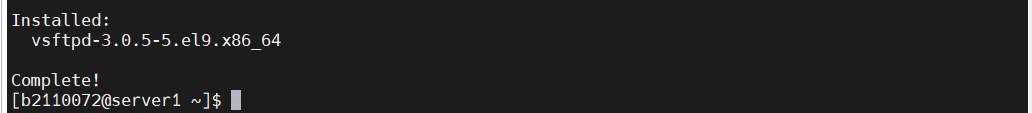 Installed:
vsftpd-3.0.5-5.el9.x86_64
Complete!
[b2110072@server1 ~]$